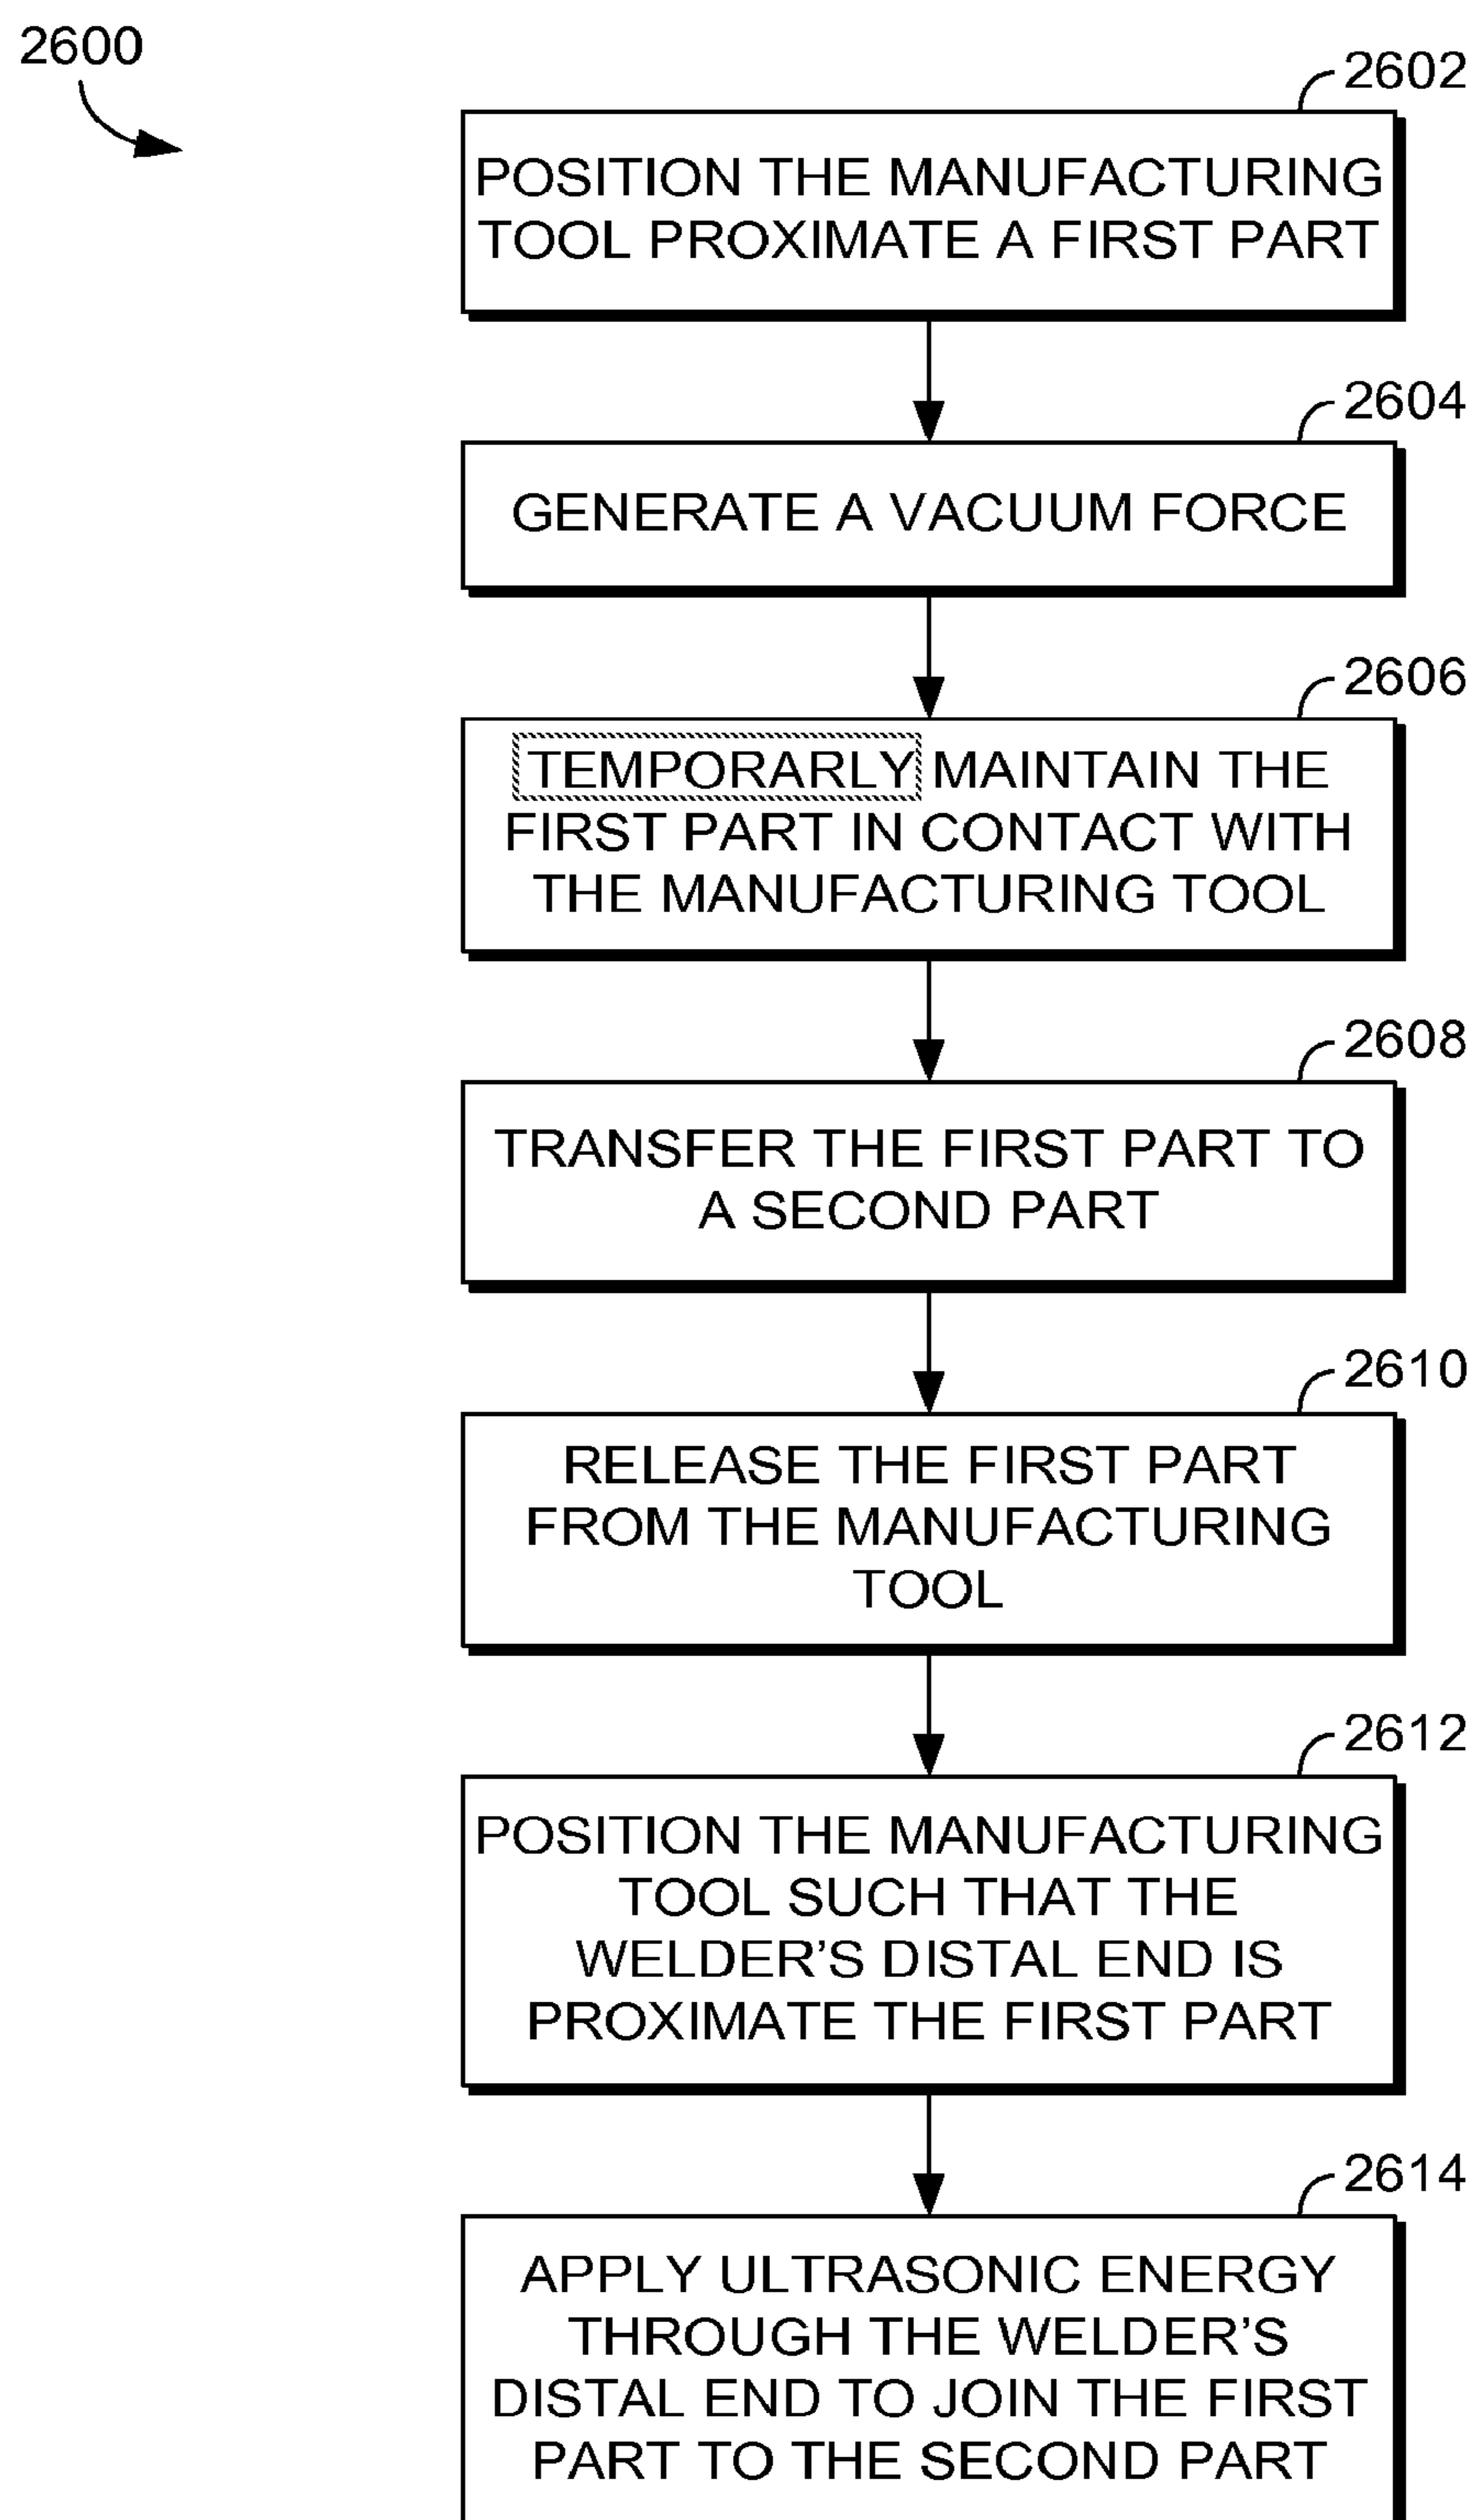 2600
2602
POSITION THE MANUFACTURING
TOOL PROXIMATE A FIRST PART
2604
GENERATE A VACUUM FORCE
2606
TEMPORARLY MAINTAIN THE
FIRST PART IN CONTACT WITH
THE MANUFACTURING TOOL
2608
TRANSFER THE FIRST PART TO
A SECOND PART
2610
RELEASE THE FIRST PART
FROM THE MANUFACTURING
TOOL
2612
POSITION THE MANUFACTURING
TOOL SUCH THAT THE
WELDER’S DISTAL END IS
PROXIMATE THE FIRST PART
2614
APPLY ULTRASONIC ENERGY
THROUGH THE WELDER’S
DISTAL END TO JOIN THE FIRST
PART TO THE SECOND PART